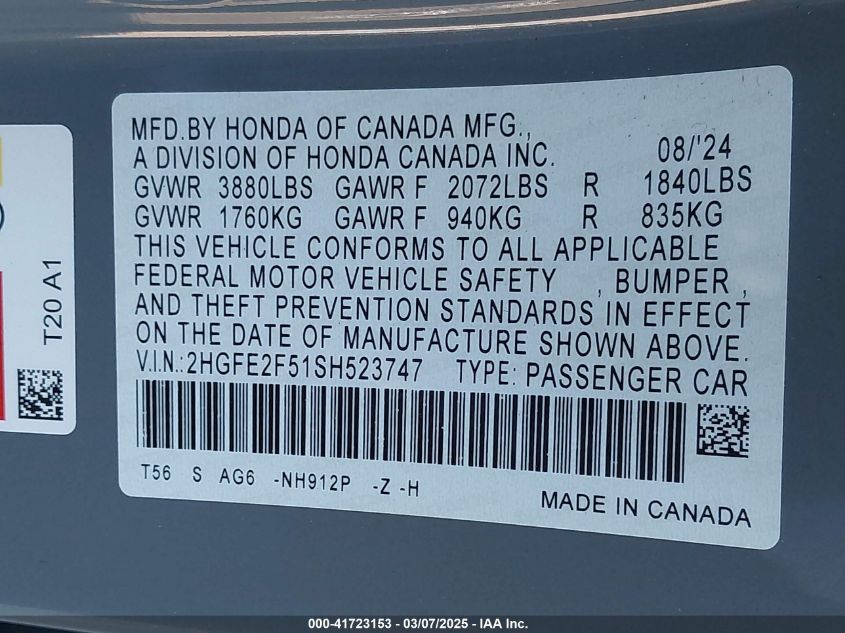 MFD.BY HONDA OF CANADA MFG.,
A DIVISION OF HONDA CANADA INC. 08/'24
GVWR 3880LBS GAWR F 2072LBS R 1840LBS
GVWR 1760KG GAWR F 940KG R 835KG
THIS VEHICLE CONFORMS TO ALL APPLICABLE
FEDERAL MOTOR VEHICLE SAFETY , BUMPER ,
AND THEFT PREVENTION STANDARDS IN EFFECT
ON THE DATE OF MANUFACTURE SHOWN ABOVE.
V.I.N.:2HGFE2F51SH523747 TYPE: PASSENGER CAR
T56 S AG6 -NH912P -Z -H
MADE IN CANADA
T20 A1
000-41723153 - 03/07/2025 - IAA Inc.